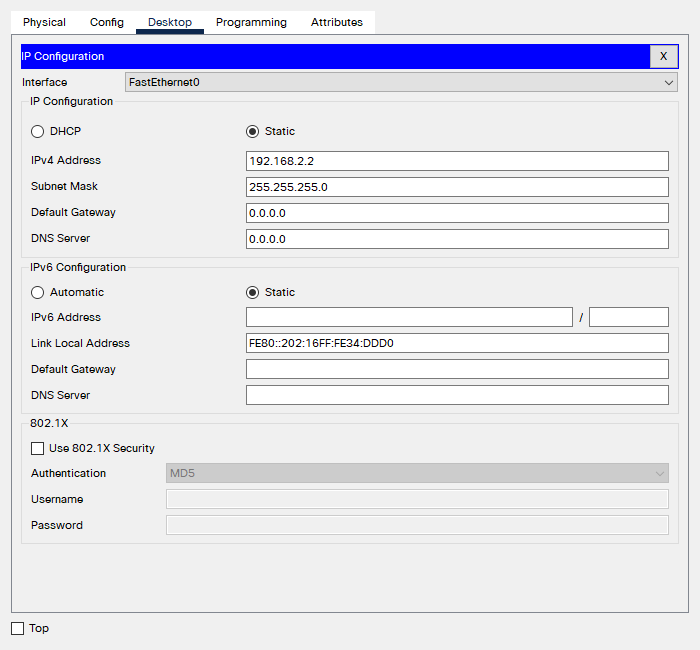 Physical Config Desktop Programming Attributes
IP Configuration X
Interface FastEthernet0
IP Configuration
DHCP Static
IPv4 Address 192.168.2.2
Subnet Mask 255.255.255.0
Default Gateway 0.0.0.0
DNS Server 0.0.0.0
IPv6 Configuration
Automatic Static
IPv6 Address /
Link Local Address FE80::202:16FF:FE34:DDD0
Default Gateway
DNS Server
802.1X
Use 802.1X Security
Authentication MD5
Username
Password
Top